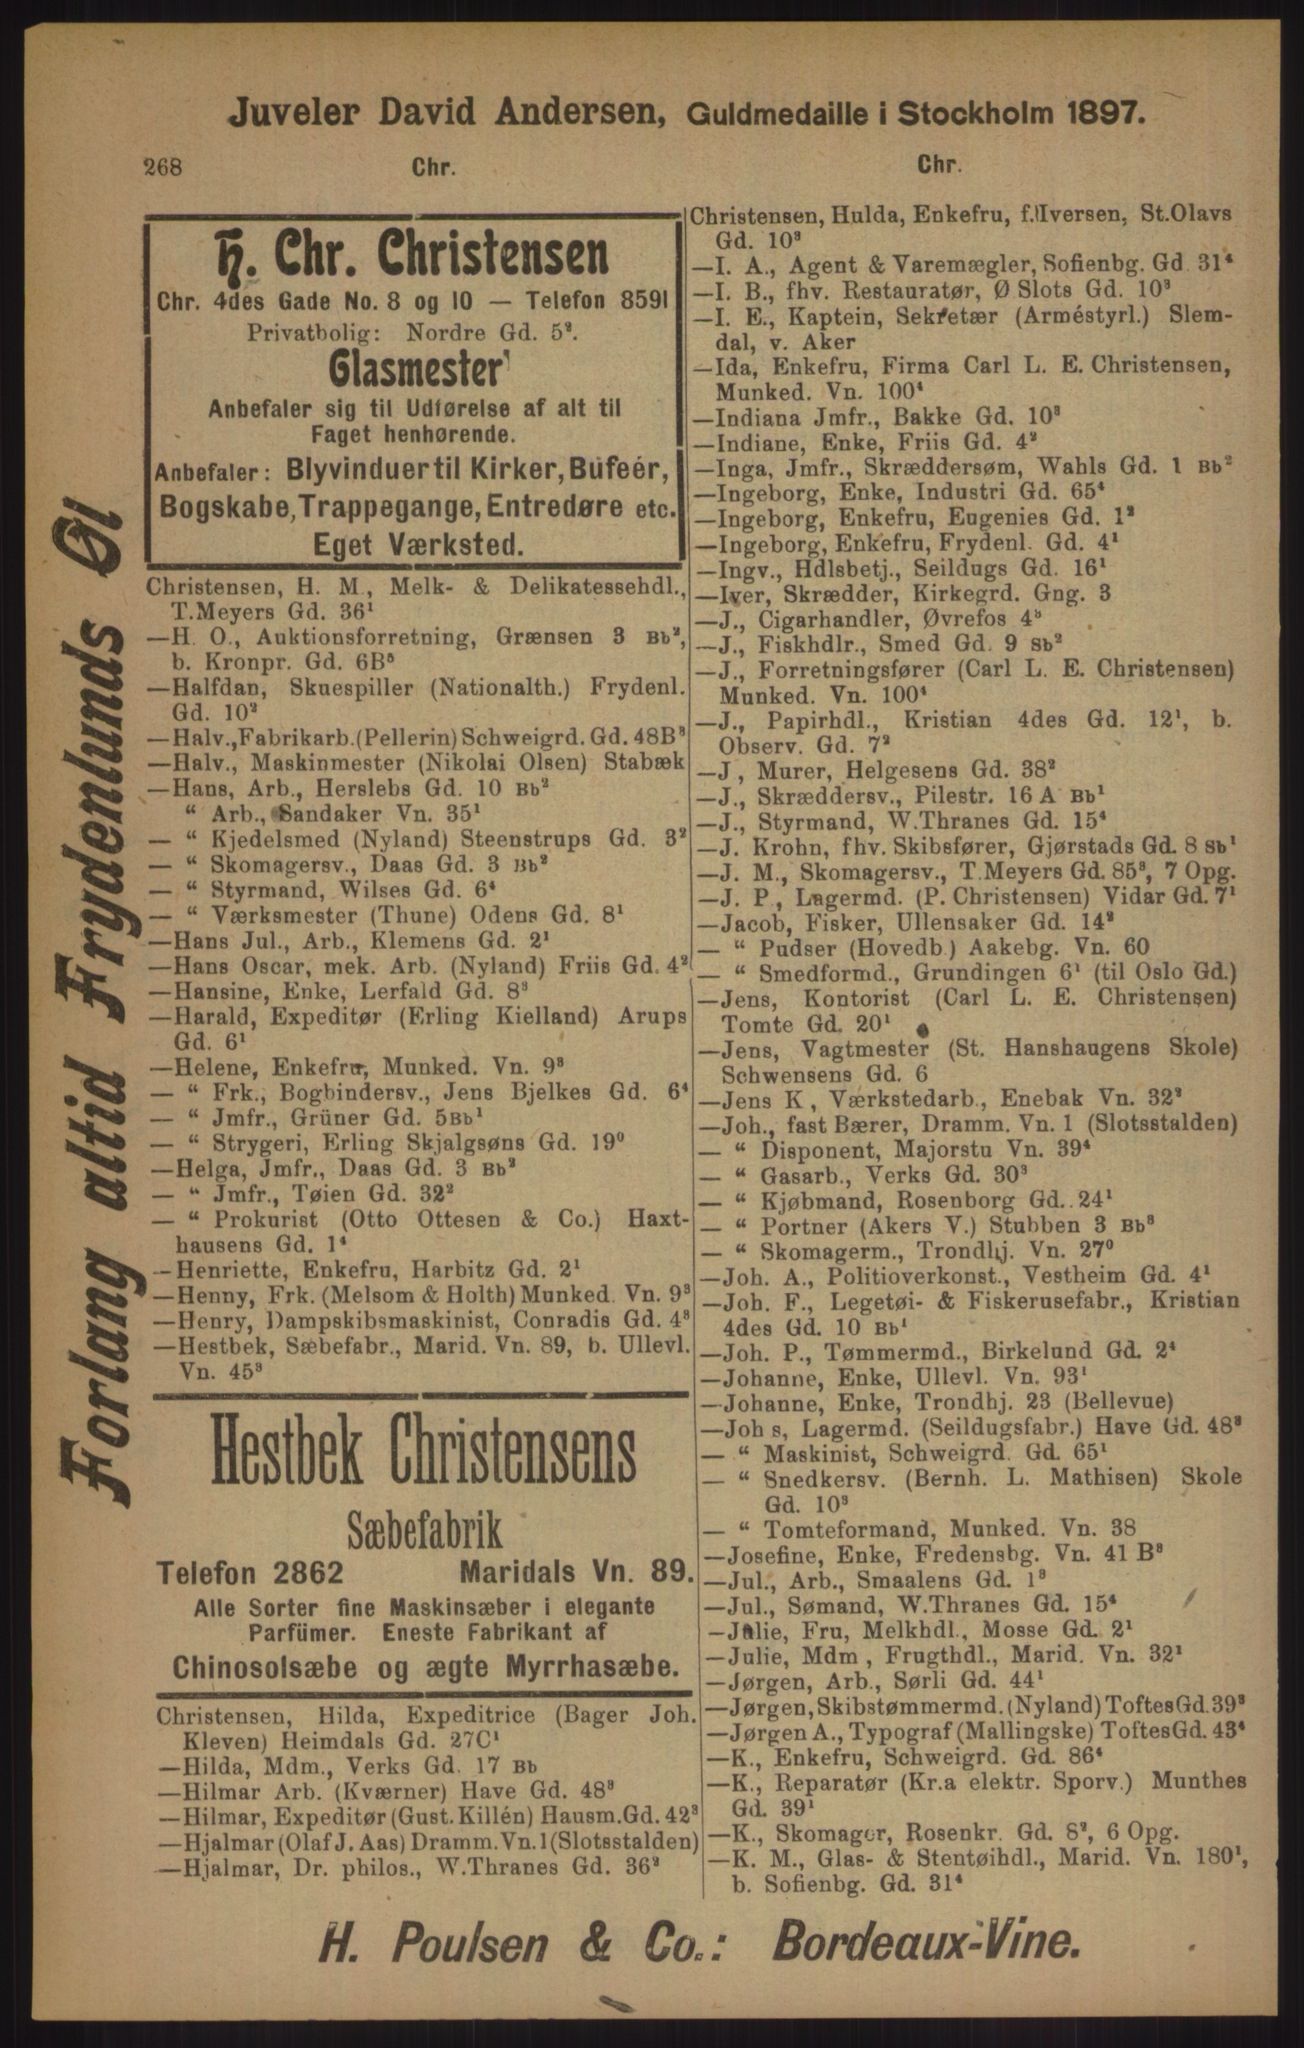 Juveler David Andersen, Guldmedaille i Stockholm 1897.
268 Chr. Chr.
Forlang altid Frydenlunds Øl
H. Chr. Christensen
Chr. 4des Gade No. 8 og 10 — Telefon 8591
Privatbolig: Nordre Gd. 5².
Glasmester
Anbefaler sig til Udførelse af alt til
Faget henhørende.
Anbefaler: Blyvinduer til Kirker, Bufeér,
Bogskabe, Trappegange, Entredøre etc.
Eget Værksted.
Christensen, H. M., Melk- & Delikatessehdl.,
T. Meyers Gd. 36¹
—H. O., Auktionsforretning, Grænsen 3 Bb²,
b. Kronpr. Gd. 6B³
—Halfdan, Skuespiller (Nationalth.) Frydenl.
Gd. 10²
—Halv., Fabrikarb. (Pellerin) Schweigrd. Gd. 48B³
—Halv., Maskinmester (Nikolai Olsen) Stabæk
—Hans, Arb., Herslebs Gd. 10 Bb²
“ Arb., Sandaker Vn. 35¹
— “ Kjedelsmed (Nyland) Steenstrups Gd. 3²
— “ Skomagersv., Daas Gd. 3 Bb²
— “ Styrmand, Wilses Gd. 6⁴
— “ Værksmester (Thune) Odens Gd. 8¹
—Hans Jul., Arb., Klemens Gd. 2¹
—Hans Oscar, mek. Arb. (Nyland) Friis Gd. 4²
—Hansine, Enke, Lerfald Gd. 8³
—Harald, Expeditør (Erling Kielland) Arups
Gd. 6¹
—Helene, Enkefru, Munked. Vn. 9³
— “ Frk., Bogbindersv., Jens Bjelkes Gd. 6⁴
— “ Jmfr., Grüner Gd. 5Bb¹
— “ Strygeri, Erling Skjalgsøns Gd. 19⁰
—Helga, Jmfr., Daas Gd. 3 Bb²
— “ Jmfr., Tøien Gd. 32²
— “ Prokurist (Otto Ottesen & Co.) Haxt-
hausens Gd. 1⁴
—Henriette, Enkefru, Harbitz Gd. 2¹
—Henny, Frk. (Melsom & Holth) Munked. Vn. 9³
—Henry, Dampskibsmaskinist, Conradis Gd. 4³
—Hestbek, Sæbefabr., Marid. Vn. 89, b. Ullevl.
Vn. 45³
Hestbek Christensens
Sæbefabrik
Telefon 2862 Maridals Vn. 89.
Alle Sorter fine Maskinsæber i elegante
Parfümer. Eneste Fabrikant af
Chinosolsæbe og ægte Myrrhasæbe.
Christensen, Hilda, Expeditrice (Bager Joh.
Kleven) Heimdals Gd. 27C¹
—Hilda, Mdm., Verks Gd. 17 Bb
—Hilmar Arb. (Kværner) Have Gd. 48³
—Hilmar, Expeditør (Gust. Killén) Hausm. Gd. 42³
—Hjalmar (Olaf J. Aas) Dramm. Vn. 1 (Slotsstalden)
—Hjalmar, Dr. philos., W. Thranes Gd. 36²
Christensen, Hulda, Enkefru, f. Iversen, St. Olavs
Gd. 10³
—I. A., Agent & Varemægler, Sofienbg. Gd 31⁴
—I. B., fhv. Restauratør, Ø Slots Gd. 10³
—I. E., Kaptein, Sekretær (Arméstyrl.) Slem-
dal, v. Aker
—Ida, Enkefru, Firma Carl L. E. Christensen,
Munked. Vn. 100⁴
—Indiana Jmfr., Bakke Gd. 10³
—Indiane, Enke, Friis Gd. 4²
—Inga, Jmfr., Skræddersøm, Wahls Gd. 1 Bb²
—Ingeborg, Enke, Industri Gd. 65⁴
—Ingeborg, Enkefru, Eugenies Gd. 1²
—Ingeborg, Enkefru, Frydenl. Gd. 4¹
—Ingv., Hdlsbetj., Seildugs Gd. 16¹
—Iver, Skrædder, Kirkegrd. Gng. 3
—J., Cigarhandler, Øvrefos 4³
—J., Fiskhdlr., Smed Gd. 9 Sb²
—J., Forretningsfører (Carl L. E. Christensen)
Munked. Vn. 100⁴
—J., Papirhdl., Kristian 4des Gd. 12¹, b.
Observ. Gd. 7²
—J, Murer, Helgesens Gd. 38²
—J., Skræddersv., Pilestr. 16 A Bb¹
—J., Styrmand, W. Thranes Gd. 15⁴
—J. Krohn, fhv. Skibsfører, Gjørstads Gd. 8 Sb¹
—J. M., Skomagersv., T. Meyers Gd. 85³, 7 Opg.
—J. P., Lagermd. (P. Christensen) Vidar Gd. 7¹
—Jacob, Fisker, Ullensaker Gd. 14²
— “ Pudser (Hovedb.) Aakebg. Vn. 60
— “ Smedformd., Grundingen 6¹ (til Oslo Gd.)
—Jens, Kontorist (Carl L. E. Christensen)
Tomte Gd. 20¹
—Jens, Vagtmester (St. Hanshaugens Skole)
Schwensens Gd. 6
—Jens K, Værkstedarb., Enebak Vn. 32²
—Joh., fast Bærer, Dramm. Vn. 1 (Slotsstalden)
— “ Disponent, Majorstu Vn. 39⁴
— “ Gasarb., Verks Gd. 30³
— “ Kjøbmand, Rosenborg Gd. 24¹
— “ Portner (Akers V.) Stubben 3 Bb³
— “ Skomagerm., Trondhj. Vn. 27⁰
—Joh. A., Politioverkonst., Vestheim Gd. 4¹
—Joh. F., Legetøi- & Fiskerusefabr., Kristian
4des Gd. 10 Bb¹
—Joh. P., Tømmermd., Birkelund Gd. 2⁴
—Johanne, Enke, Ullevl. Vn. 93¹
—Johanne, Enke, Trondhj. 23 (Bellevue)
—Joh s, Lagermd. (Seildugsfabr.) Have Gd. 48³
— “ Maskinist, Schweigrd. Gd. 65¹
— “ Snedkersv. (Bernh. L. Mathisen) Skole
Gd. 10³
— “ Tomteformand, Munked. Vn. 38
—Josefine, Enke, Fredensbg. Vn. 41 B³
—Jul., Arb., Smaalens Gd. 1³
—Jul., Sømand, W. Thranes Gd. 15⁴
—Julie, Fru, Melkhdl., Mosse Gd. 2¹
—Julie, Mdm, Frugthdl., Marid. Vn. 32¹
—Jørgen, Arb., Sørli Gd. 44¹
—Jørgen, Skibstømmermd. (Nyland) Toftes Gd. 39³
—Jørgen A., Typograf (Mallingske) Toftes Gd. 43⁴
—K., Enkefru, Schweigrd. Gd. 86⁴
—K., Reparatør (Kr.a elektr. Sporv.) Munthes
Gd. 39¹
—K., Skomager, Rosenkr. Gd. 8², 6 Opg.
—K. M., Glas- & Stentøihdl., Marid. Vn. 180¹,
b. Sofienbg. Gd. 31⁴
H. Poulsen & Co.: Bordeaux-Vine.